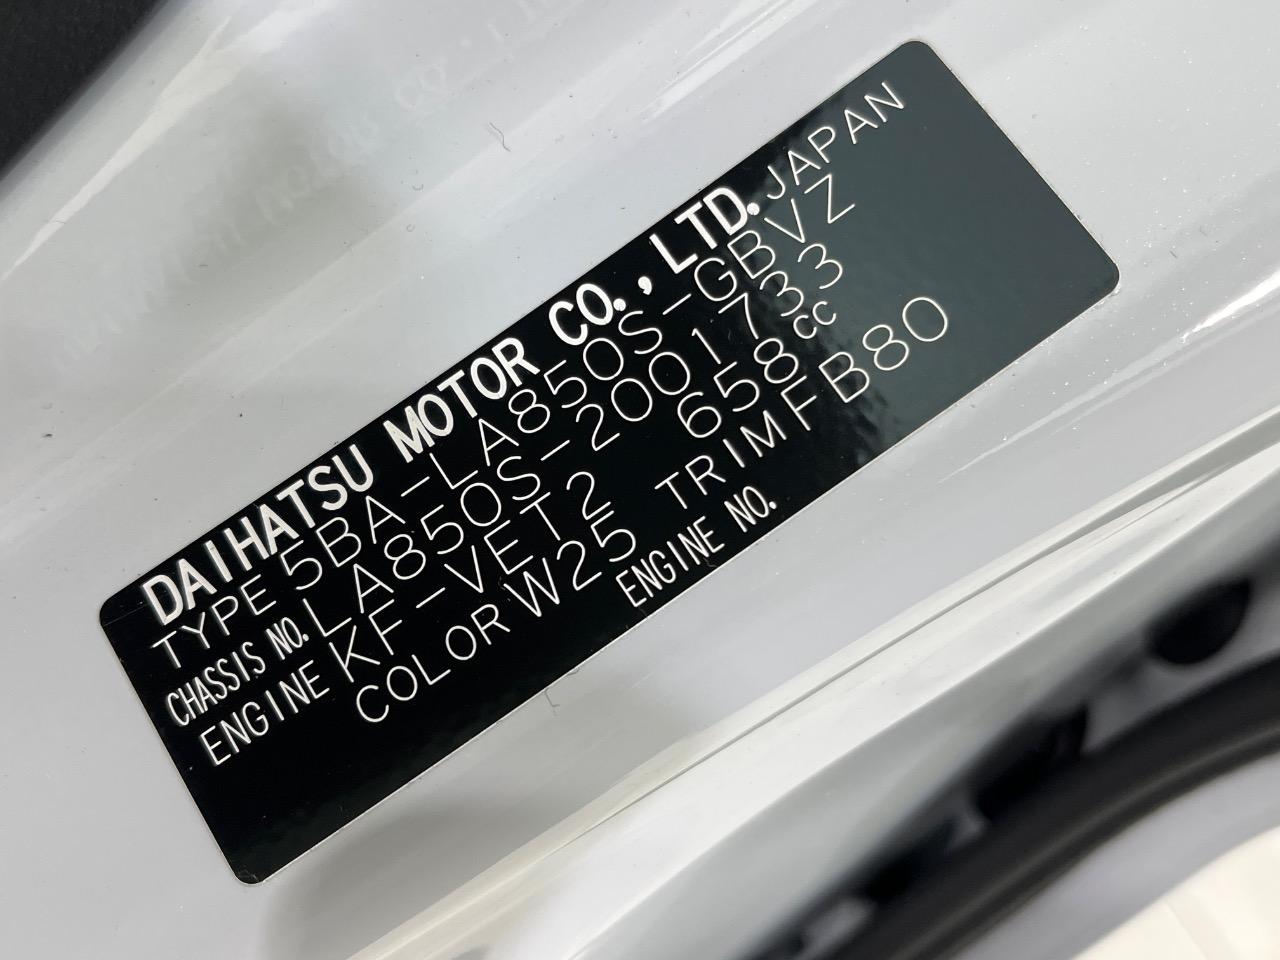 DAIHATSU MOTOR CO., LTD. JAPAN
TYPE 5BA-LA850S-GBVZ
CHASSIS NO. LA850S-2001733
ENGINE KF-VET2 658cc
COLOR W25 TRIM FB80
ENGINE NO.